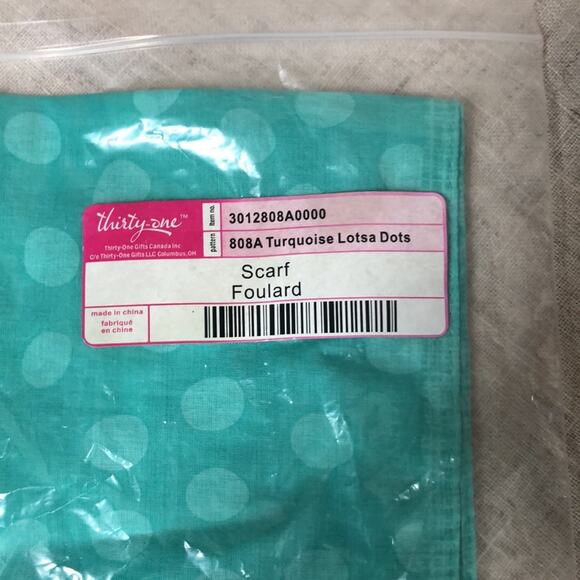 thirty-one™
Thirty-One Gifts Canada Inc
C/o Thirty-One Gifts LLC Columbus, OH
item no.
3012808A0000
pattern
808A Turquoise Lotsa Dots
Scarf
Foulard
made in china
fabriqué
en chine